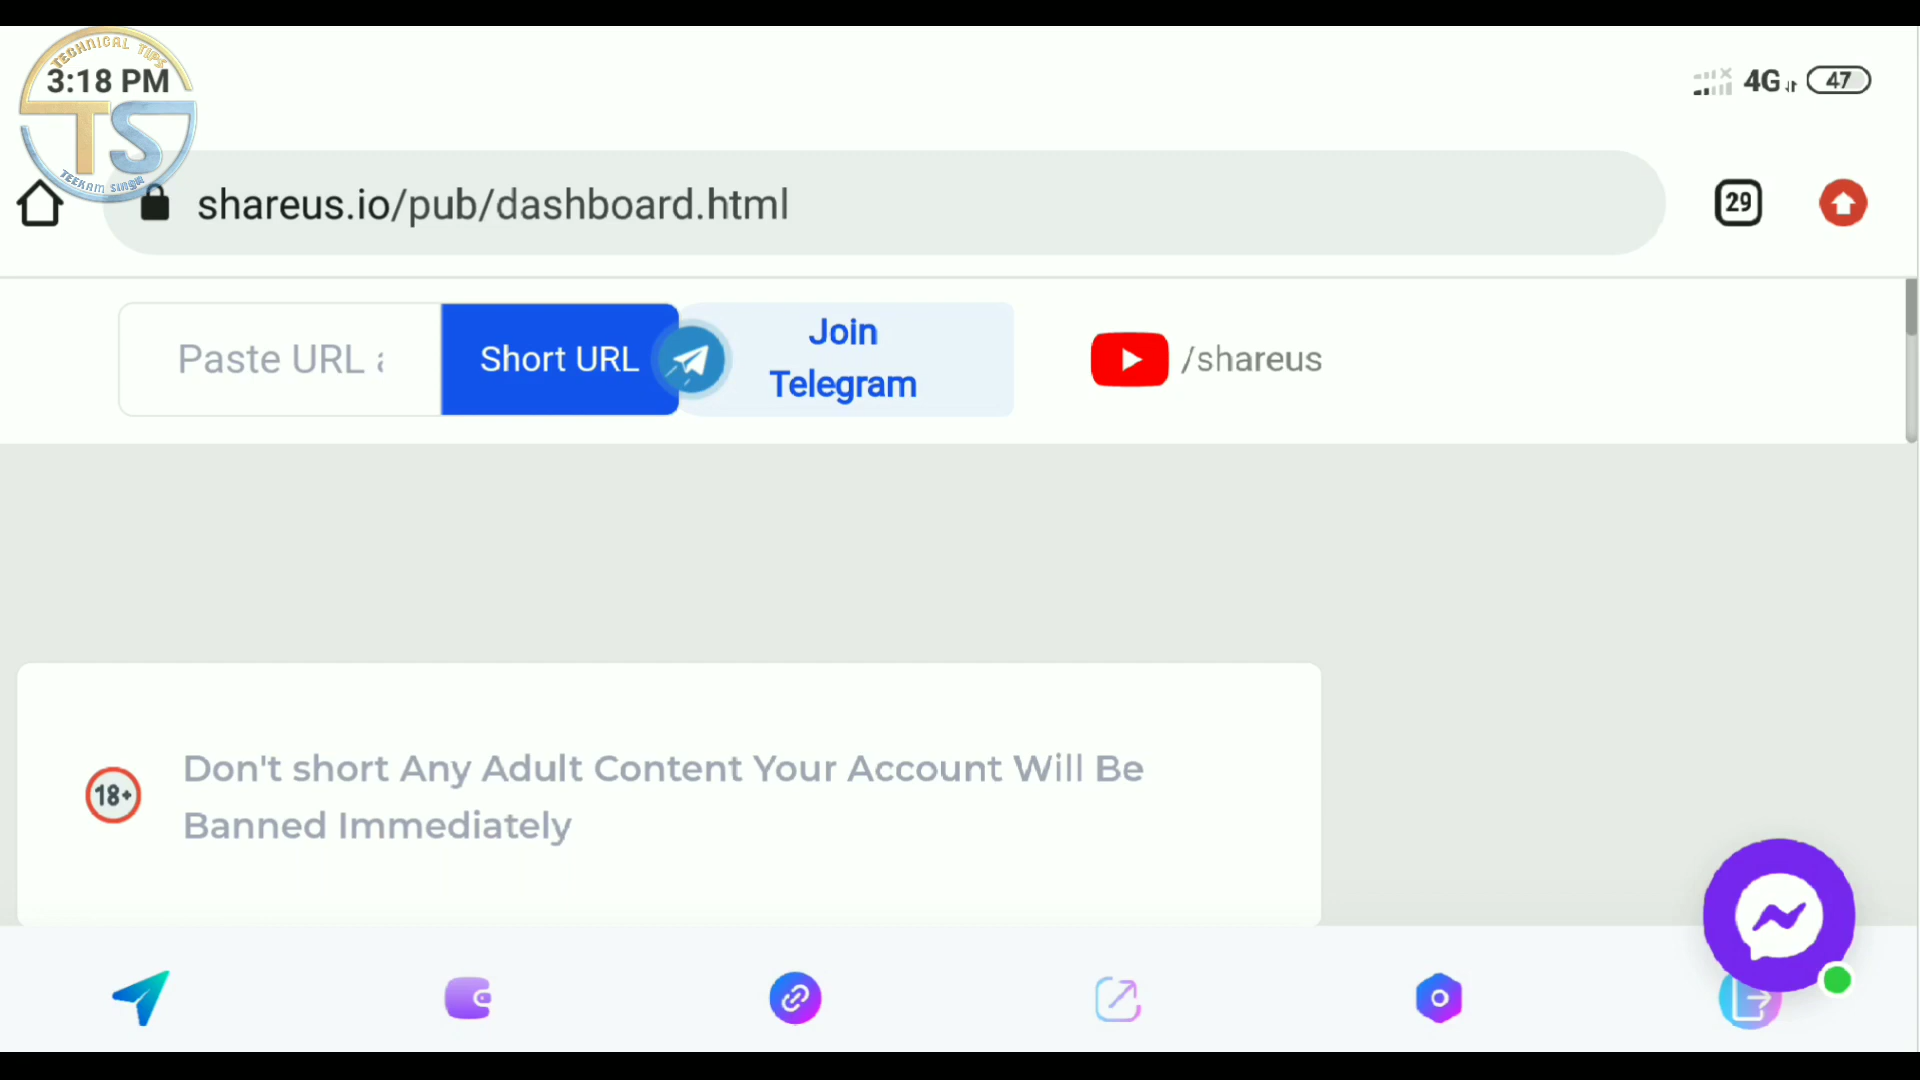 TECHNICAL TIPS
3:18 PM
4G
47
TS
TEEKAM SINGH
shareus.io/pub/dashboard.html
29
Paste URL a
Short URL
Join
Telegram
/shareus
Don't short Any Adult Content Your Account Will Be
18+
Banned Immediately